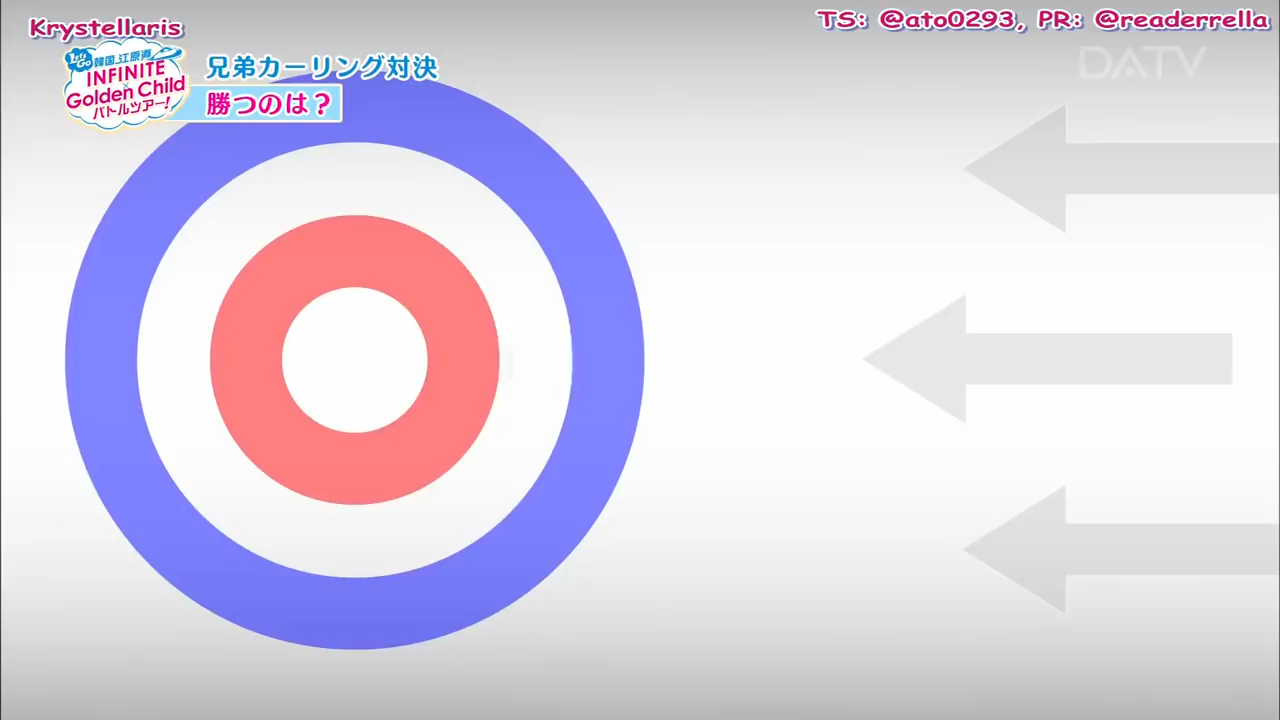 Krystellaris
TS: @ato0293, PR: @readerrella
Let's Go 韓国 江原道
INFINITE
×
Golden Child
バトルツアー!
兄弟カーリング対決
勝つのは？
DATV